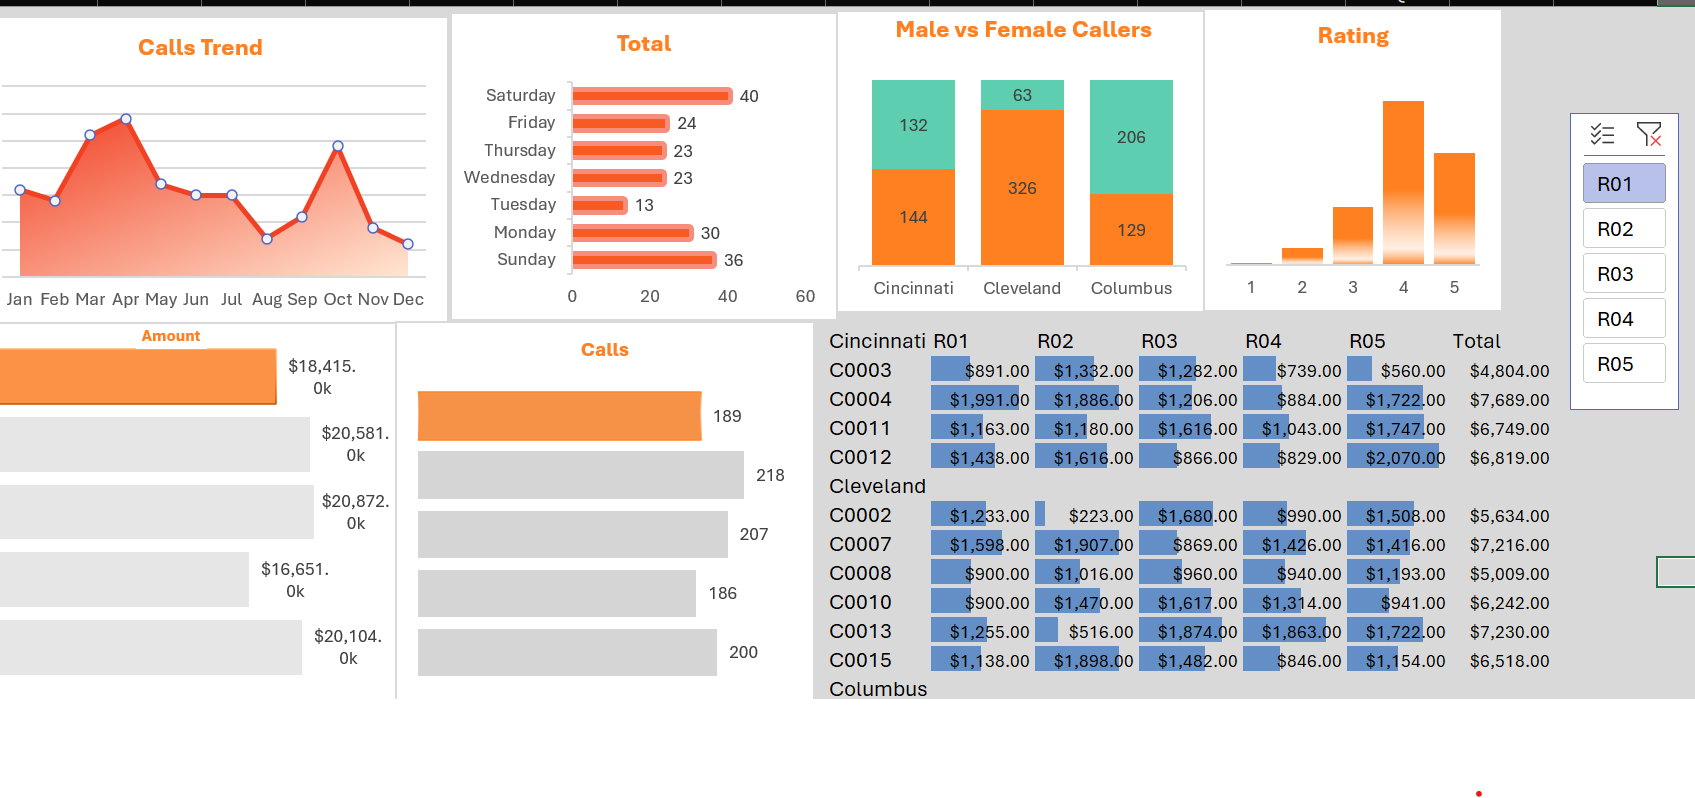 Calls Trend
Jan Feb Mar Apr May Jun Jul Aug Sep Oct Nov Dec
Total
Saturday 40
Friday 24
Thursday 23
Wednesday 23
Tuesday 13
Monday 30
Sunday 36
0 20 40 60
Male vs Female Callers
132 63 206
144 326 129
Cincinnati Cleveland Columbus
Rating
1 2 3 4 5
R01
R02
R03
R04
R05
Amount
$18,415.
0k
$20,581.
0k
$20,872.
0k
$16,651.
0k
$20,104.
0k
Calls
189
218
207
186
200
Cincinnati R01 R02 R03 R04 R05 Total
C0003 $891.00 $1,332.00 $1,282.00 $739.00 $560.00 $4,804.00
C0004 $1,991.00 $1,886.00 $1,206.00 $884.00 $1,722.00 $7,689.00
C0011 $1,163.00 $1,180.00 $1,616.00 $1,043.00 $1,747.00 $6,749.00
C0012 $1,438.00 $1,616.00 $866.00 $829.00 $2,070.00 $6,819.00
Cleveland
C0002 $1,233.00 $223.00 $1,680.00 $990.00 $1,508.00 $5,634.00
C0007 $1,598.00 $1,907.00 $869.00 $1,426.00 $1,416.00 $7,216.00
C0008 $900.00 $1,016.00 $960.00 $940.00 $1,193.00 $5,009.00
C0010 $900.00 $1,470.00 $1,617.00 $1,314.00 $941.00 $6,242.00
C0013 $1,255.00 $516.00 $1,874.00 $1,863.00 $1,722.00 $7,230.00
C0015 $1,138.00 $1,898.00 $1,482.00 $846.00 $1,154.00 $6,518.00
Columbus